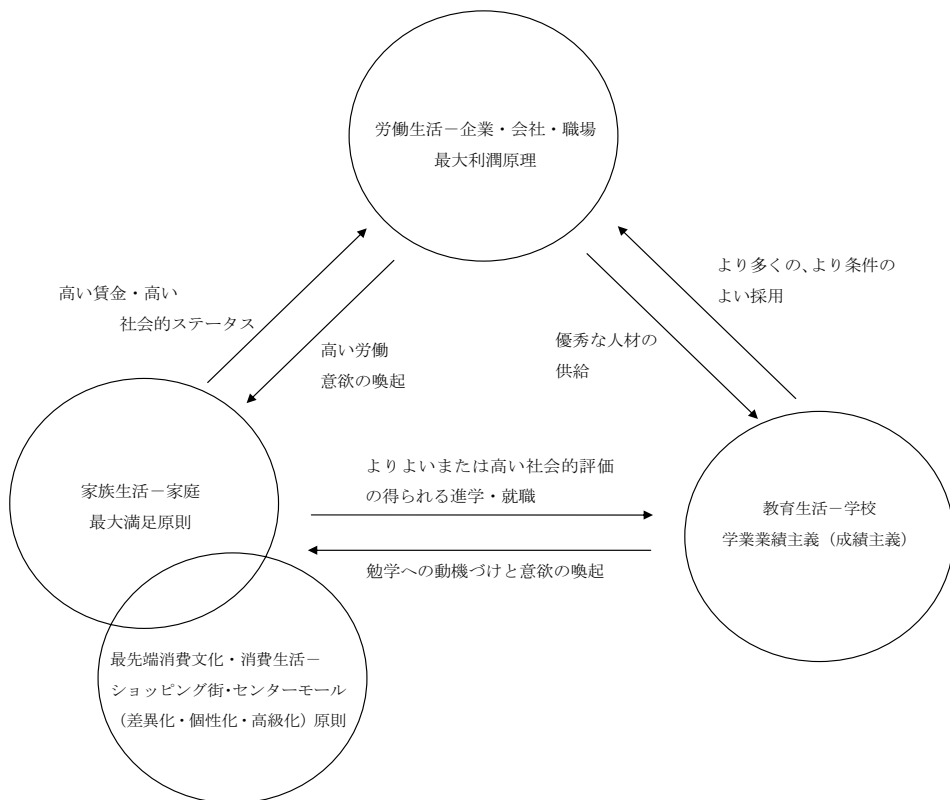 労働生活－企業・会社・職場
最大利潤原理
高い賃金・高い
社会的ステータス
高い労働
意欲の喚起
優秀な人材の
供給
より多くの、より条件の
よい採用
家族生活－家庭
最大満足原則
よりよいまたは高い社会的評価
の得られる進学・就職
勉学への動機づけと意欲の喚起
教育生活－学校
学業業績主義（成績主義）
最先端消費文化・消費生活－
ショッピング街・センターモール
（差異化・個性化・高級化）原則